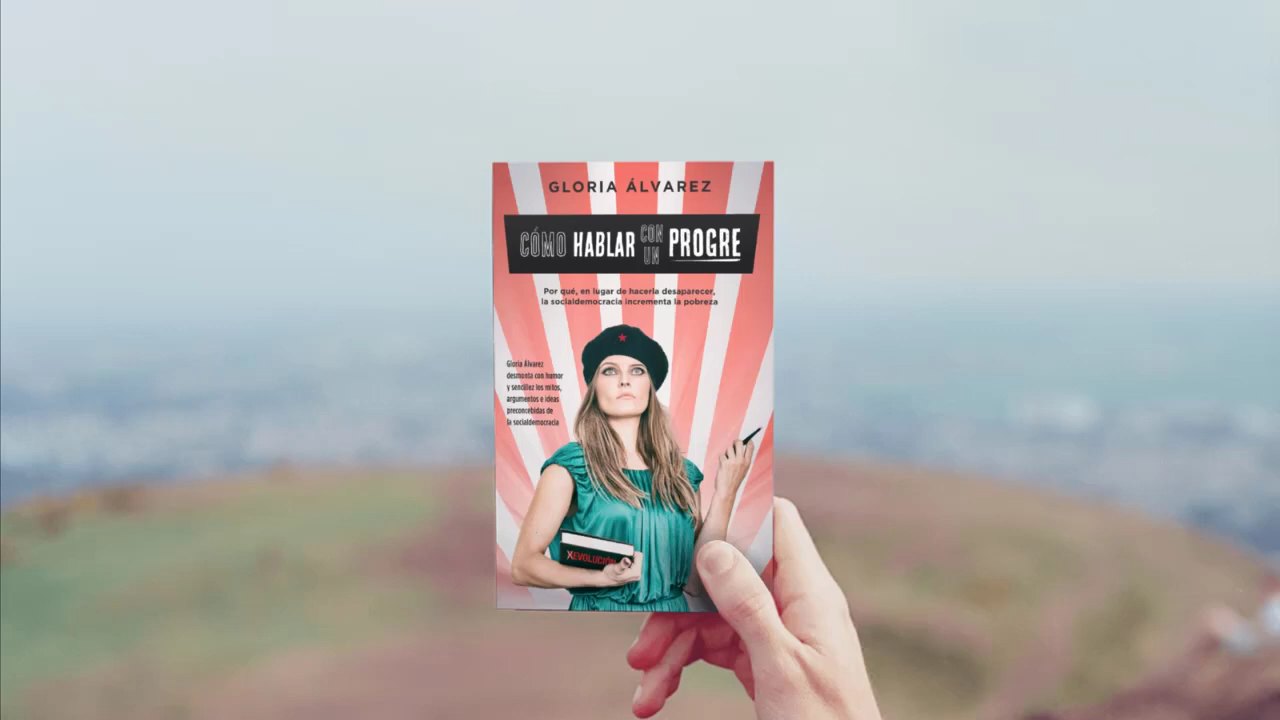 GLORIA ÁLVAREZ
CÓMO HABLAR CON UN PROGRE
Por qué, en lugar de hacerla desaparecer,
la socialdemocracia incrementa la pobreza
Gloria Álvarez
desmonta con humor
y sencillez los mitos,
argumentos e ideas
preconcebidas de
la socialdemocracia
XEVOLUCIÓN